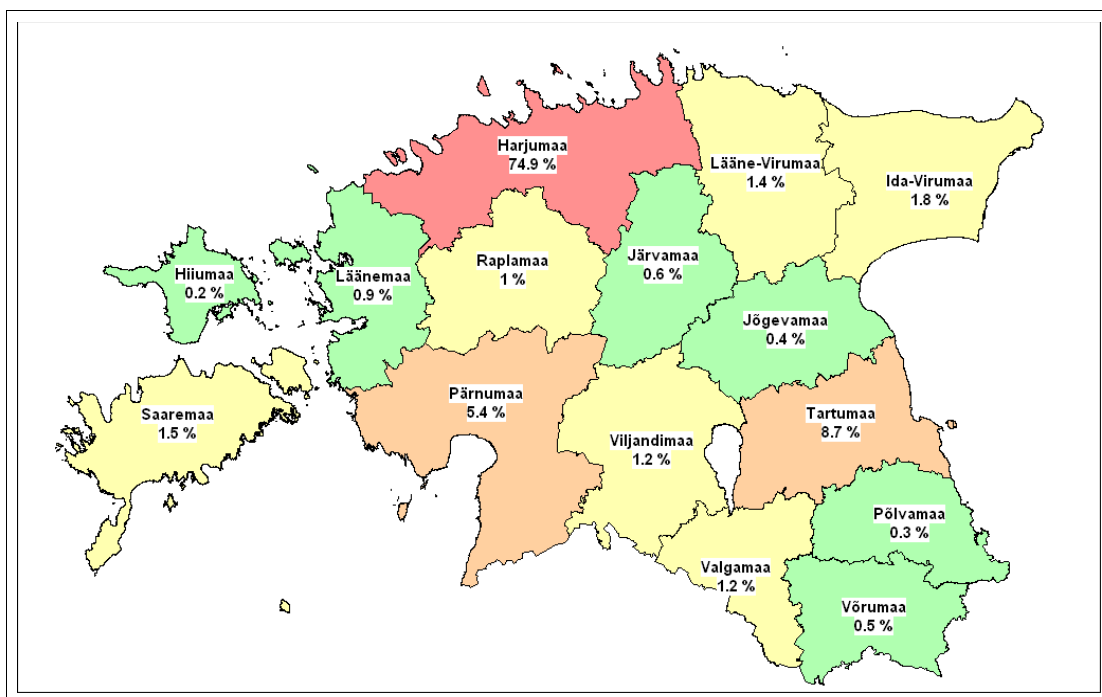 Harjumaa
74.9 %
Lääne-Virumaa
1.4 %
Ida-Virumaa
1.8 %
Hiiumaa
0.2 %
Läänemaa
0.9 %
Raplamaa
1 %
Järvamaa
0.6 %
Jõgevamaa
0.4 %
Saaremaa
1.5 %
Pärnumaa
5.4 %
Viljandimaa
1.2 %
Tartumaa
8.7 %
Põlvamaa
0.3 %
Valgamaa
1.2 %
Võrumaa
0.5 %